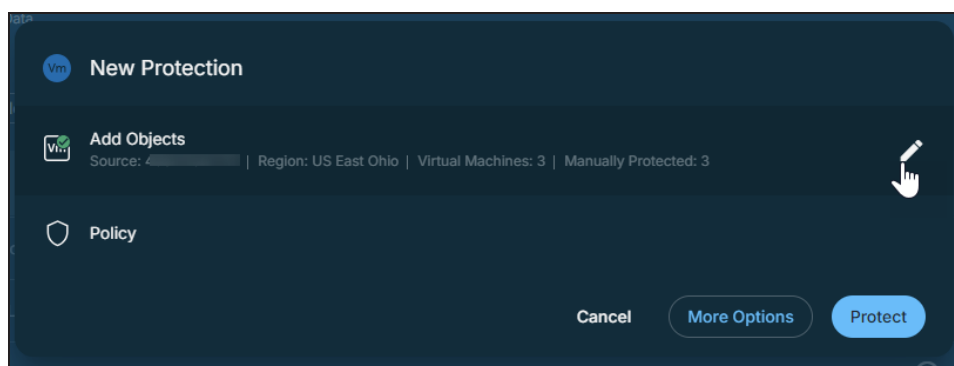 Vm
New Protection
Add Objects
Source: | Region: US East Ohio | Virtual Machines: 3 | Manually Protected: 3
Policy
Cancel
More Options
Protect